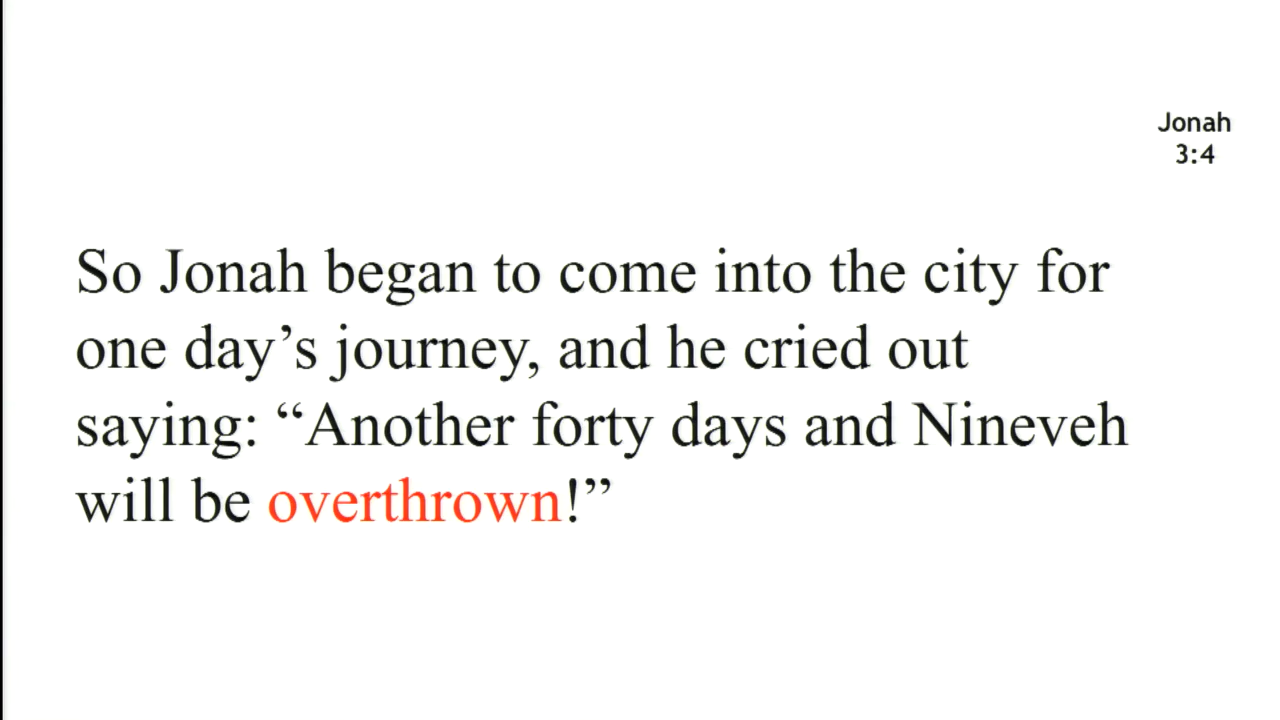 Jonah
3:4
So Jonah began to come into the city for
one day’s journey, and he cried out
saying: “Another forty days and Nineveh
will be overthrown!”